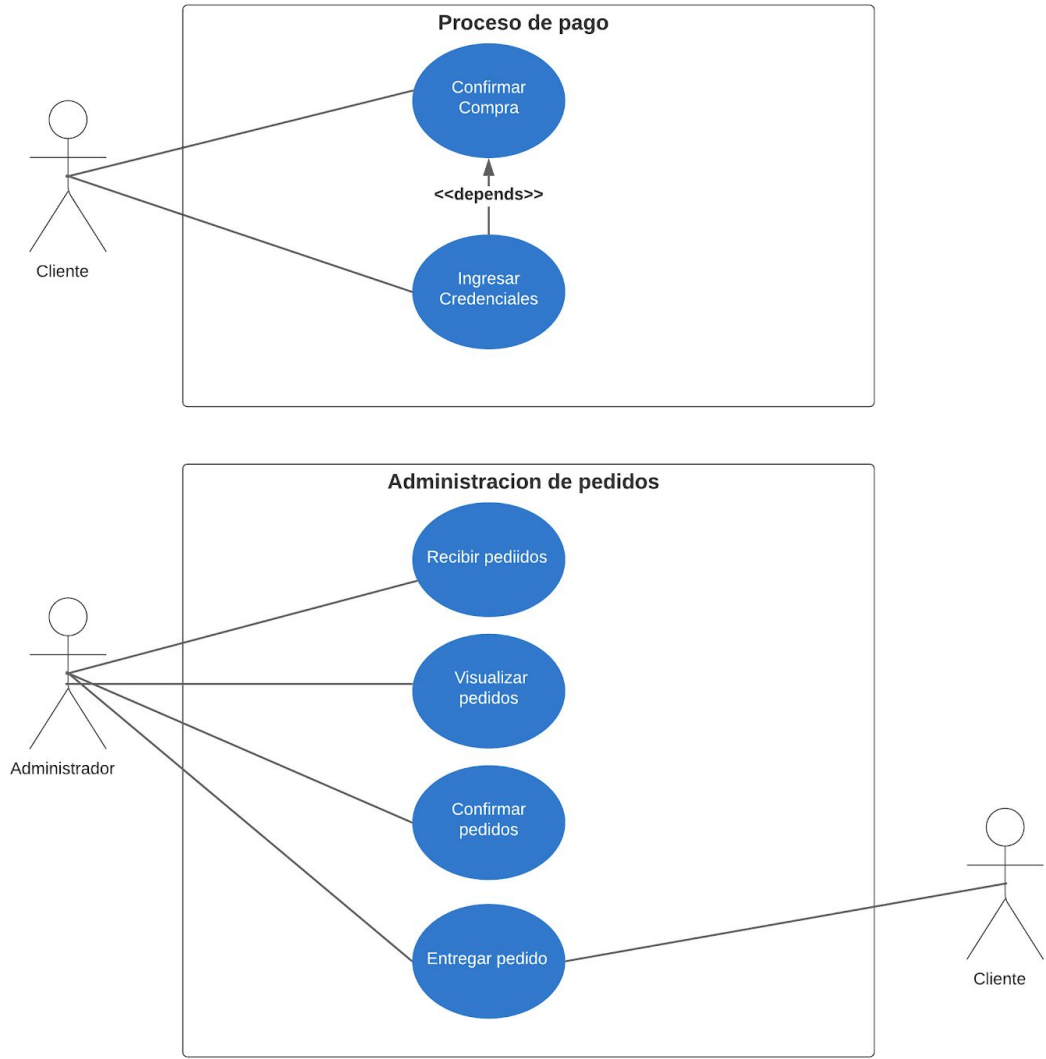 Proceso de pago
Confirmar
Compra
<<depends>>
Ingresar
Credenciales
Cliente
Administracion de pedidos
Recibir pediidos
Visualizar
pedidos
Administrador
Confirmar
pedidos
Entregar pedido
Cliente